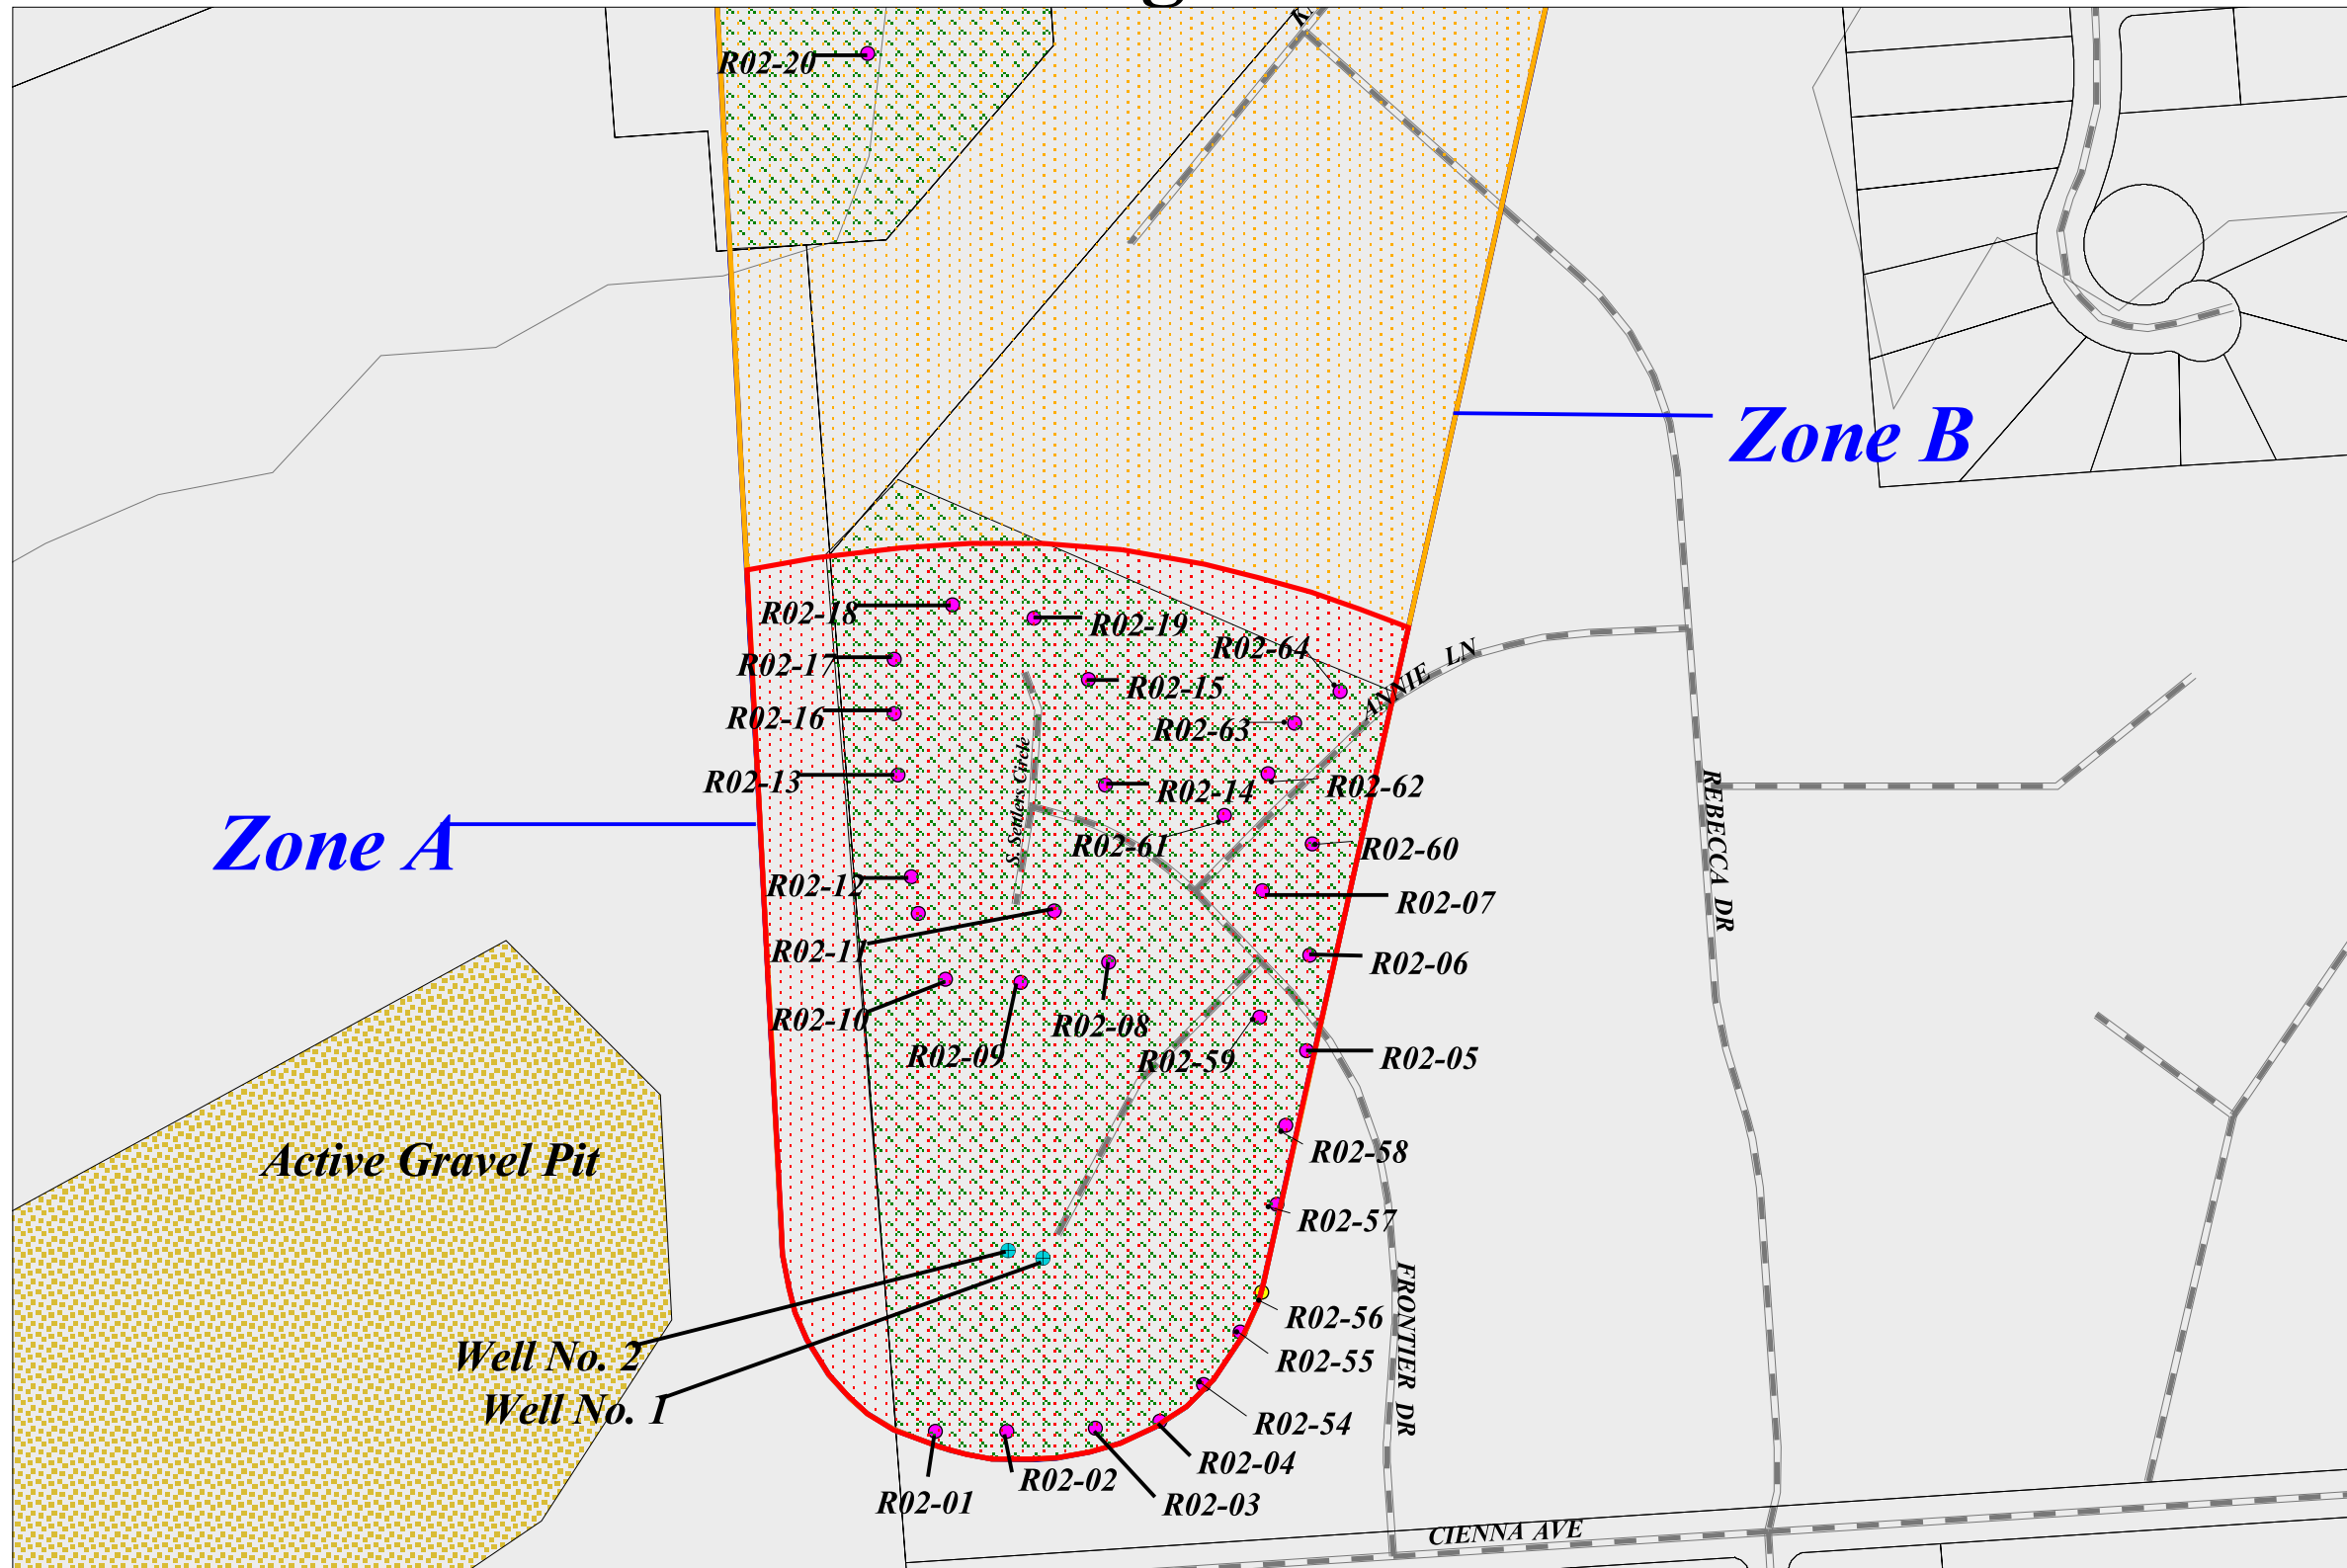 R02-20
Zone B
R02-18
R02-19
R02-64
ANNIE LN
R02-17
R02-15
R02-16
R02-63
R02-13
S. Settlers Circle
R02-14
R02-62
REBECCA DR
Zone A
R02-61
R02-60
R02-12
R02-07
R02-11
R02-06
R02-10
R02-08
R02-09
R02-59
R02-05
Active Gravel Pit
R02-58
R02-57
FRONTIER DR
R02-56
Well No. 2
R02-55
Well No. 1
R02-54
R02-04
R02-02
R02-01
R02-03
CIENNA AVE